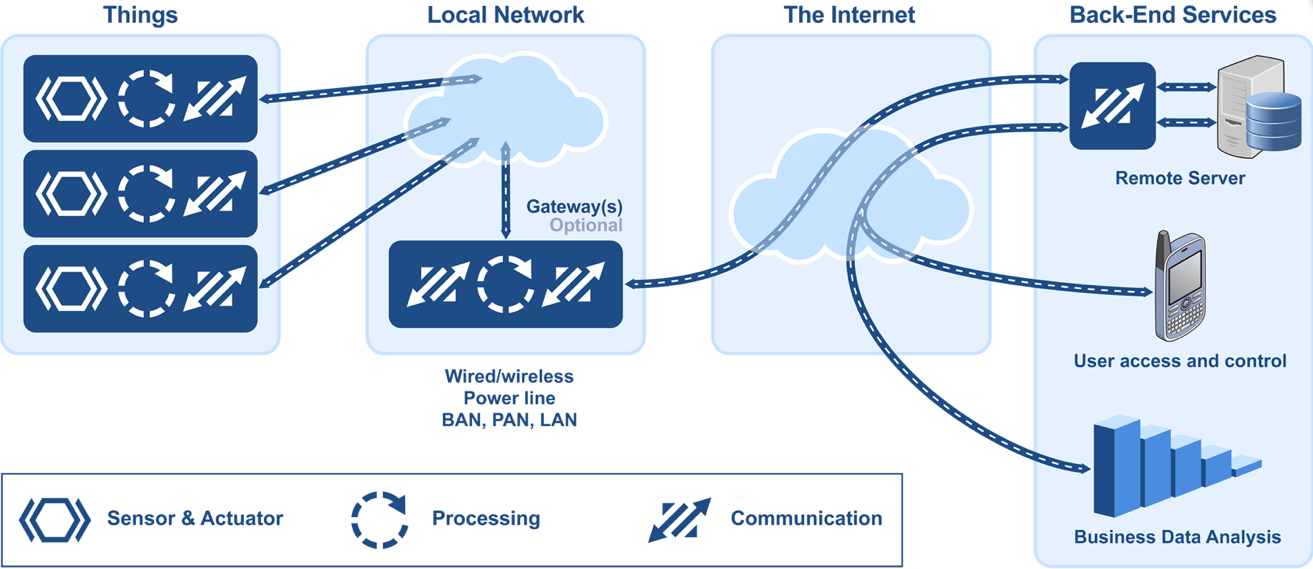 Things
Local Network
The Internet
Back-End Services
Gateway(s)
Optional
Wired/wireless
Power line
BAN, PAN, LAN
Remote Server
User access and control
Business Data Analysis
Sensor & Actuator
Processing
Communication